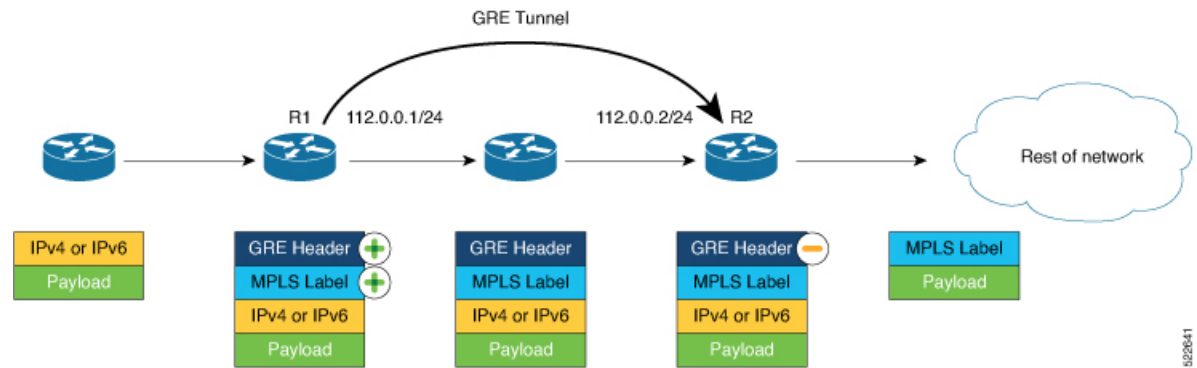 GRE Tunnel
R1
112.0.0.1/24
112.0.0.2/24
R2
Rest of network
IPv4 or IPv6
Payload
GRE Header
MPLS Label
IPv4 or IPv6
Payload
GRE Header
MPLS Label
IPv4 or IPv6
Payload
GRE Header
MPLS Label
IPv4 or IPv6
Payload
MPLS Label
Payload
522641